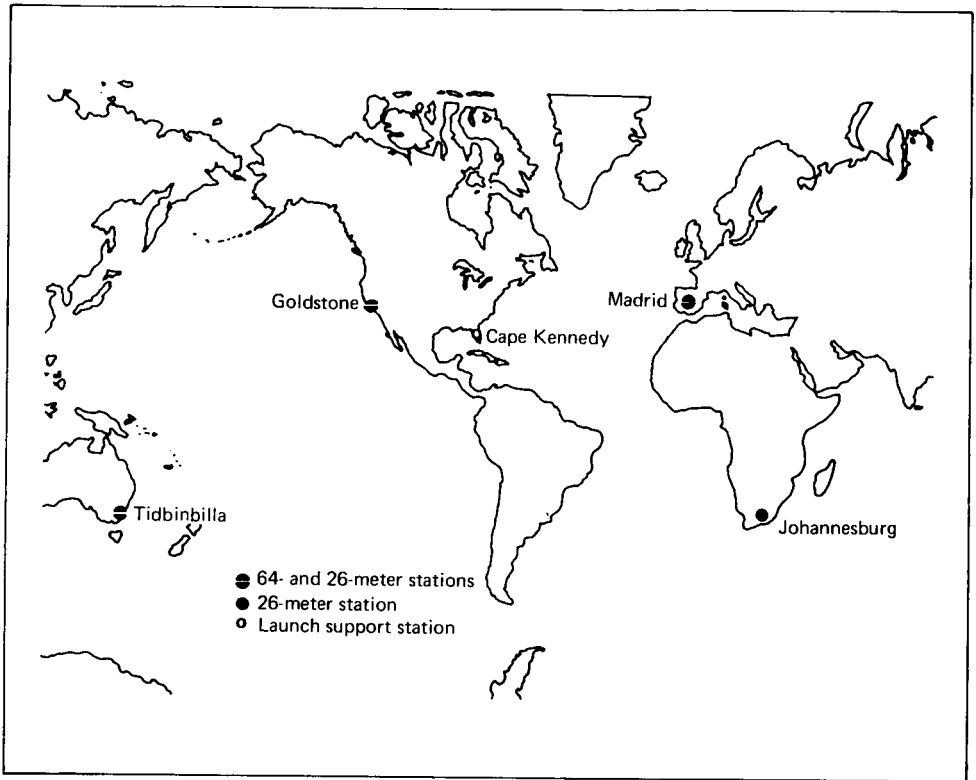 Goldstone
Madrid
Cape Kennedy
Tidbinbilla
Johannesburg
64- and 26-meter stations
26-meter station
Launch support station